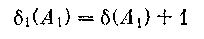 δ₁(A₁) = δ(A₁) + 1